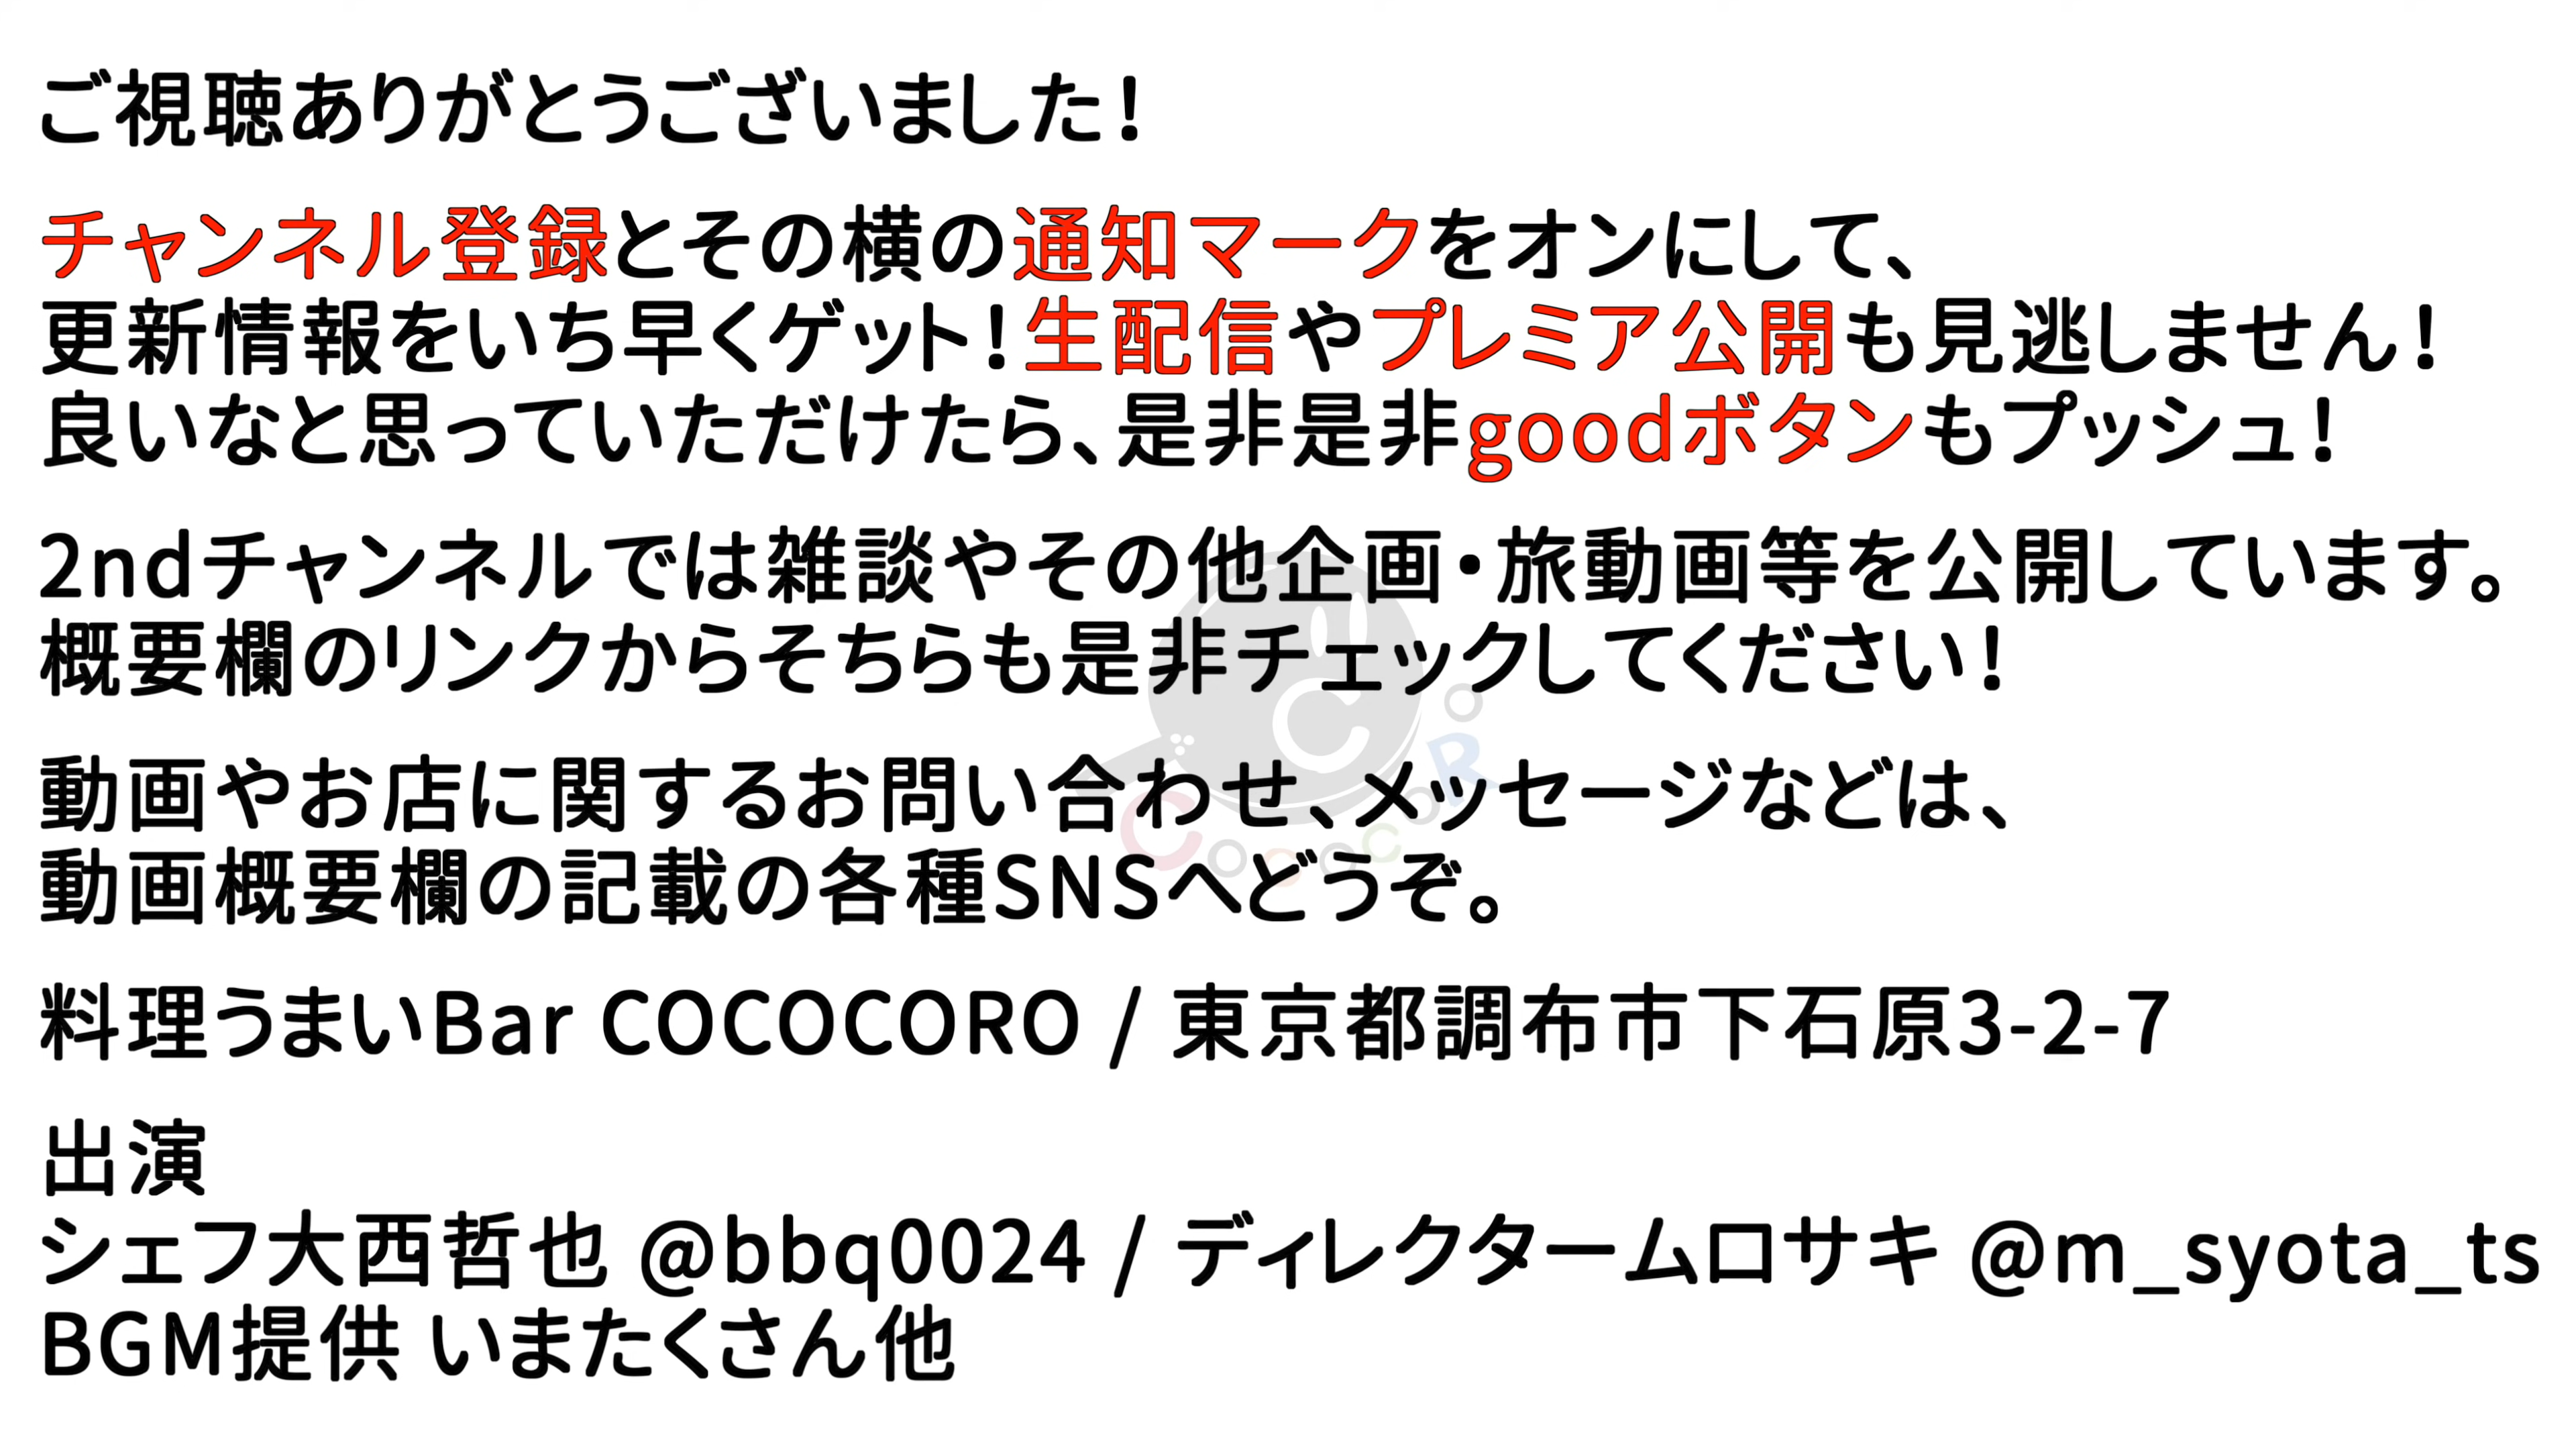 ご視聴ありがとうございました！
チャンネル登録とその横の通知マークをオンにして、
更新情報をいち早くゲット！生配信やプレミア公開も見逃しません！
良いなと思っていただけたら、是非是非goodボタンもプッシュ！
2ndチャンネルでは雑談やその他企画・旅動画等を公開しています。
概要欄のリンクからそちらも是非チェックしてください！
動画やお店に関するお問い合わせ、メッセージなどは、
動画概要欄の記載の各種SNSへどうぞ。
料理うまいBar COCOCORO / 東京都調布市下石原3-2-7
出演
シェフ大西哲也 @bbq0024 / ディレクタームロサキ @m_syota_ts
BGM提供 いまたくさん他
CococoRo